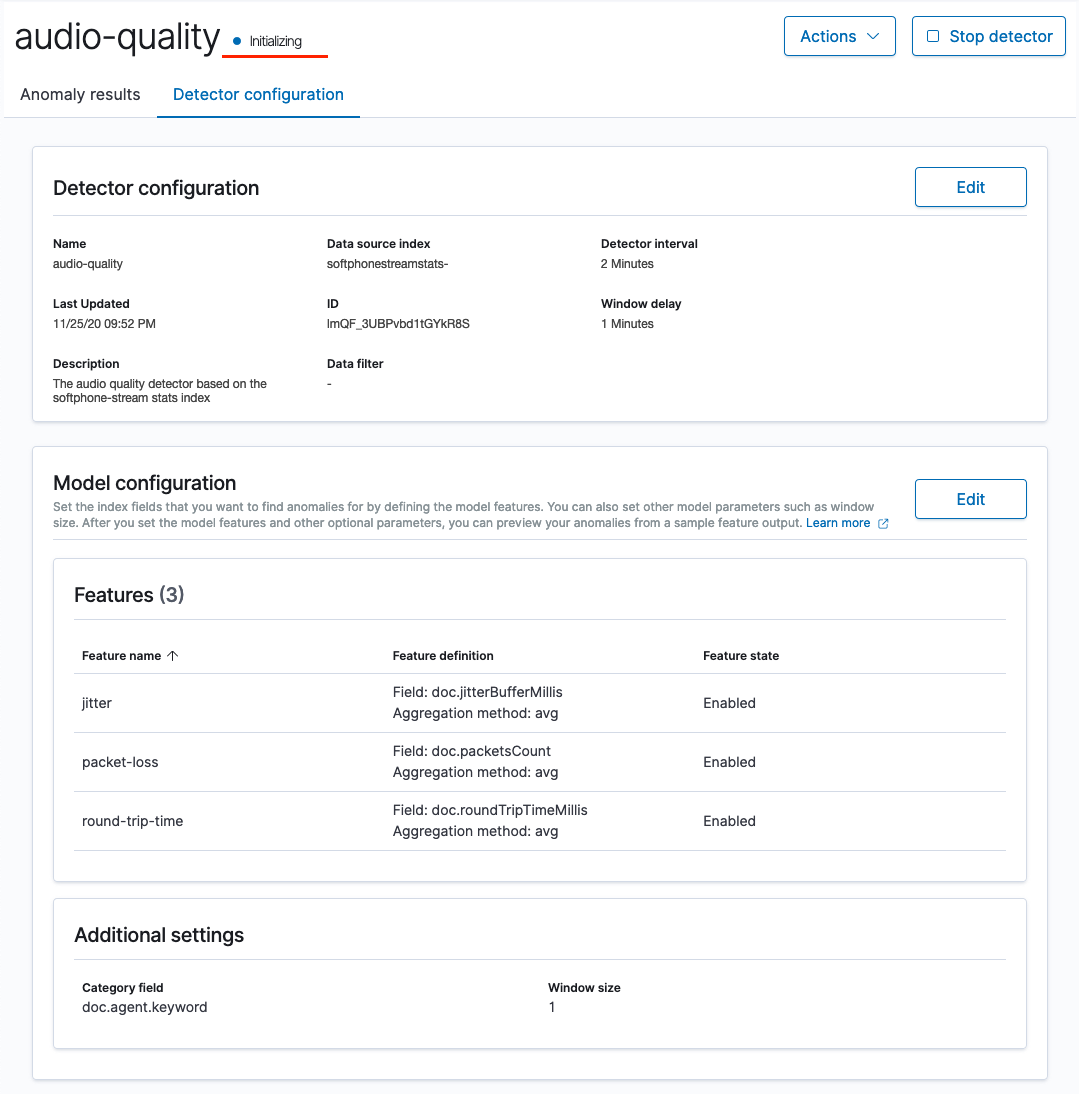 audio-quality Initializing Actions Stop detector
Anomaly results Detector configuration
Detector configuration Edit
Name Data source index Detector interval
audio-quality softphonestreamstats- 2 Minutes
Last Updated ID Window delay
11/25/20 09:52 PM lmQF_3UBPvbd1tGYkR8S 1 Minutes
Description Data filter
The audio quality detector based on the -
softphone-stream stats index
Model configuration Edit
Set the index fields that you want to find anomalies for by defining the model features. You can also set other model parameters such as window
size. After you set the model features and other optional parameters, you can preview your anomalies from a sample feature output. Learn more
Features (3)
Feature name Feature definition Feature state
jitter Field: doc.jitterBufferMillis Enabled
Aggregation method: avg
packet-loss Field: doc.packetsCount Enabled
Aggregation method: avg
round-trip-time Field: doc.roundTripTimeMillis Enabled
Aggregation method: avg
Additional settings
Category field Window size
doc.agent.keyword 1